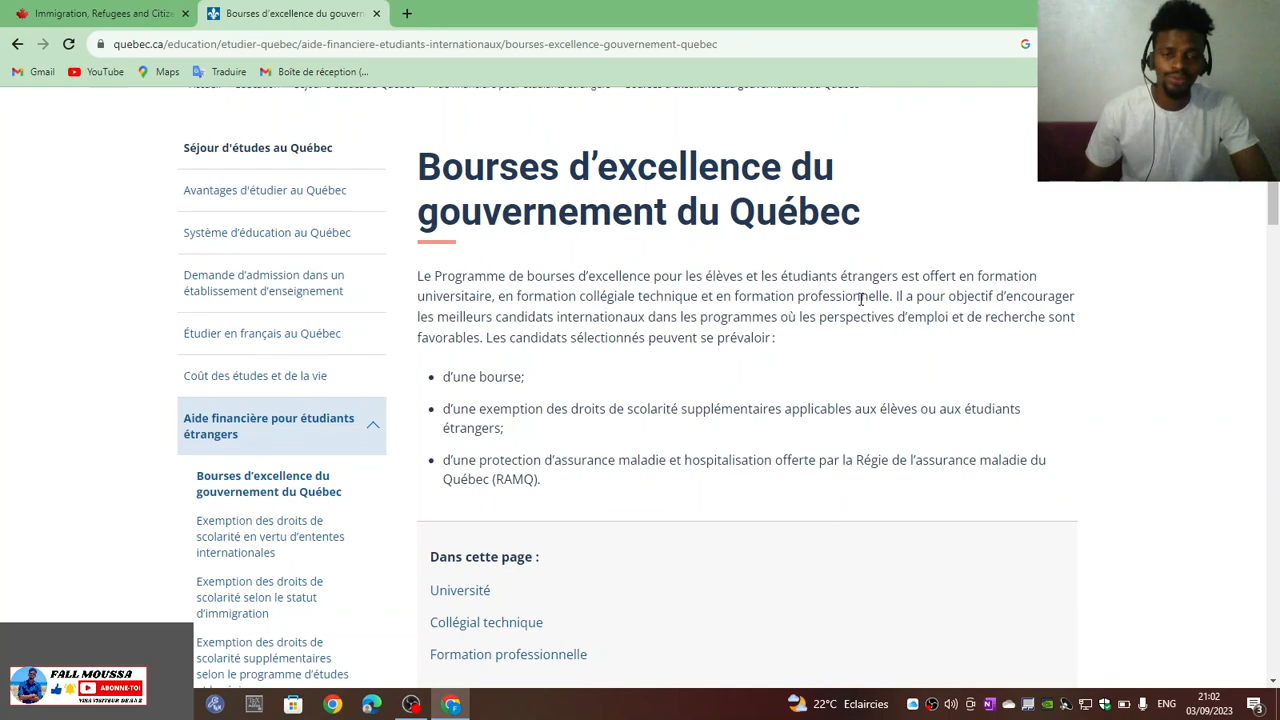 Immigration, Refugees and Citize
Bourses d'excellence du gouvern
quebec.ca/education/etudier-quebec/aide-financiere-etudiants-internationaux/bourses-excellence-gouvernement-quebec
Gmail
YouTube
Maps
Traduire
Boîte de réception (...
Séjour d'études au Québec
Avantages d'étudier au Québec
Système d'éducation au Québec
Demande d'admission dans un
établissement d'enseignement
Étudier en français au Québec
Coût des études et de la vie
Aide financière pour étudiants
étrangers
Bourses d'excellence du
gouvernement du Québec
Exemption des droits de
scolarité en vertu d'ententes
internationales
Exemption des droits de
scolarité selon le statut
d'immigration
Exemption des droits de
scolarité supplémentaires
selon le programme d'études
Bourses d'excellence du
gouvernement du Québec
Le Programme de bourses d'excellence pour les élèves et les étudiants étrangers est offert en formation
universitaire, en formation collégiale technique et en formation professionnelle. Il a pour objectif d'encourager
les meilleurs candidats internationaux dans les programmes où les perspectives d'emploi et de recherche sont
favorables. Les candidats sélectionnés peuvent se prévaloir :
d'une bourse;
d'une exemption des droits de scolarité supplémentaires applicables aux élèves ou aux étudiants
étrangers;
d'une protection d'assurance maladie et hospitalisation offerte par la Régie de l'assurance maladie du
Québec (RAMQ).
Dans cette page :
Université
Collégial technique
Formation professionnelle
FALL MOUSSA
ABONNE-TOI
22°C Eclaircies
ENG
21:02
03/09/2023